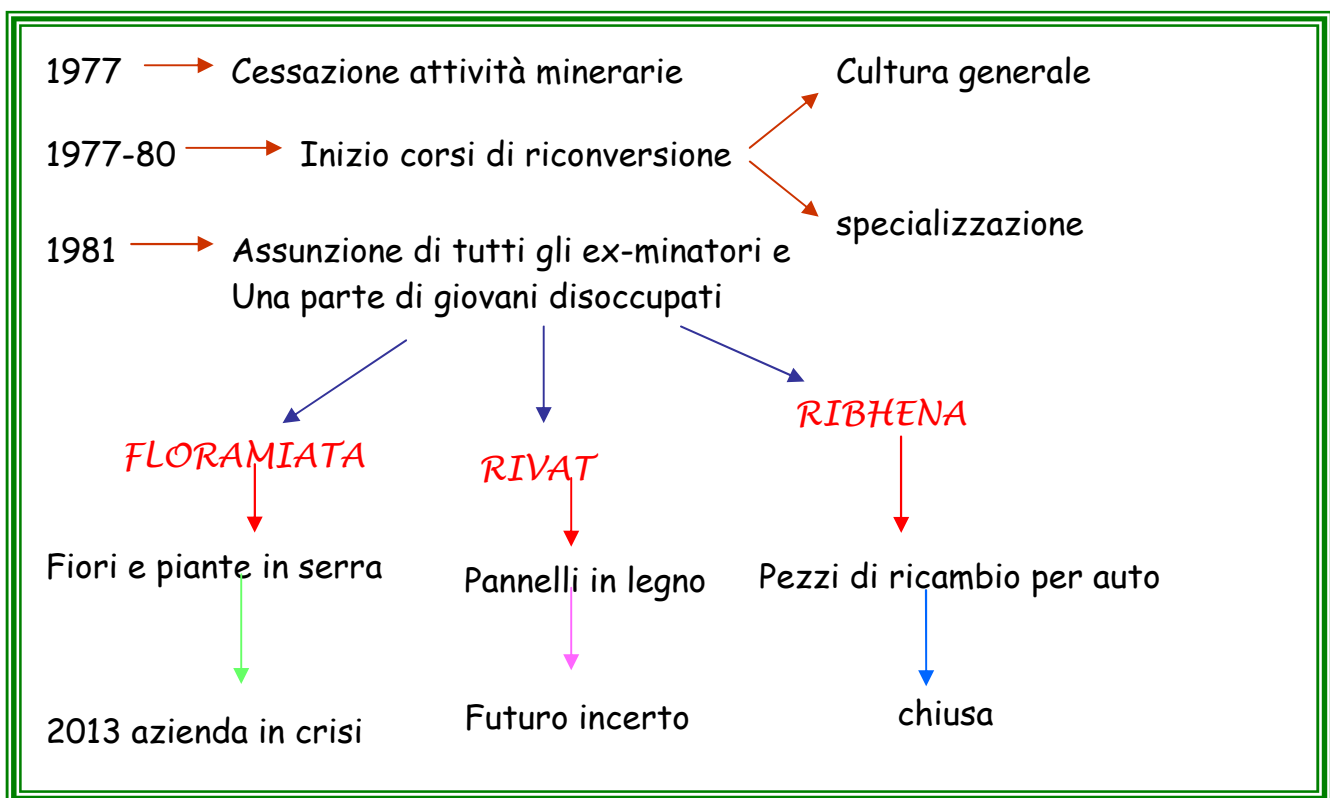 1977 Cessazione attività minerarie Cultura generale
1977-80 Inizio corsi di riconversione
specializzazione
1981 Assunzione di tutti gli ex-minatori e
Una parte di giovani disoccupati
FLORAMIATA RIVAT RIBHENA
Fiori e piante in serra Pannelli in legno Pezzi di ricambio per auto
2013 azienda in crisi Futuro incerto chiusa